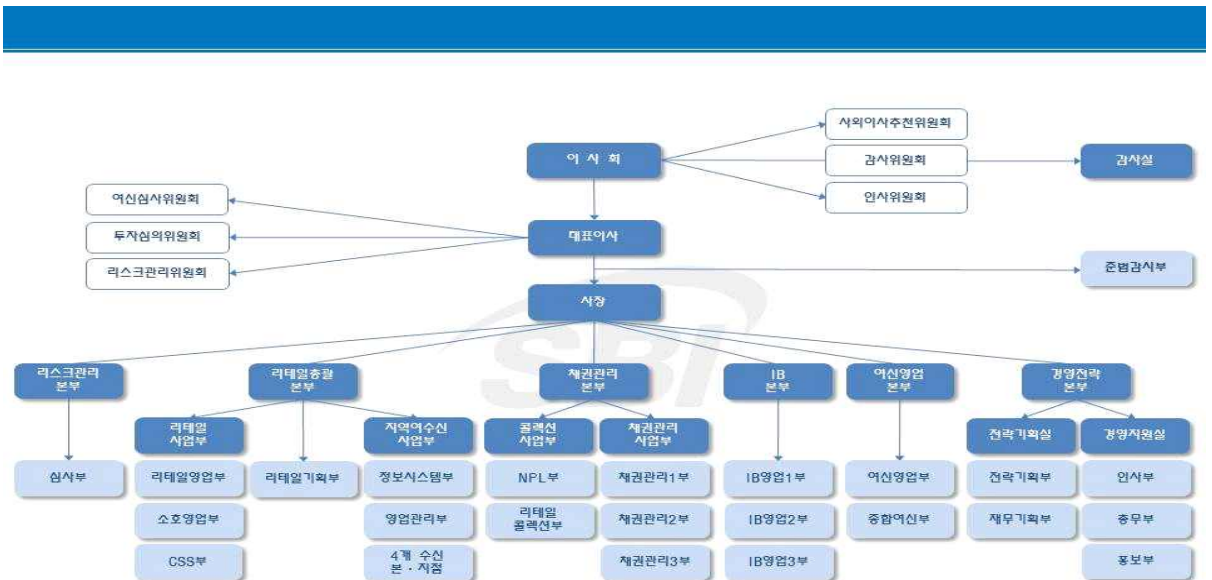 사외이사추천위원회
이 사 회
감사위원회
감사실
여신심사위원회
인사위원회
투자심의위원회
대표이사
리스크관리위원회
준법감시부
사장
SBI
리스크관리
본부
리테일총괄
본부
채권관리
본부
IB
본부
여신영업
본부
경영전략
본부
리테일
사업부
지역여수신
사업부
콜렉션
사업부
채권관리
사업부
전략기획실
경영지원실
심사부
리테일영업부
리테일기획부
정보시스템부
NPL부
채권관리1부
IB영업1부
여신영업부
전략기획부
인사부
소호영업부
영업관리부
리테일
콜렉션부
채권관리2부
IB영업2부
종합여신부
재무기획부
총무부
CSS부
4개 수신
본·지점
채권관리3부
IB영업3부
홍보부